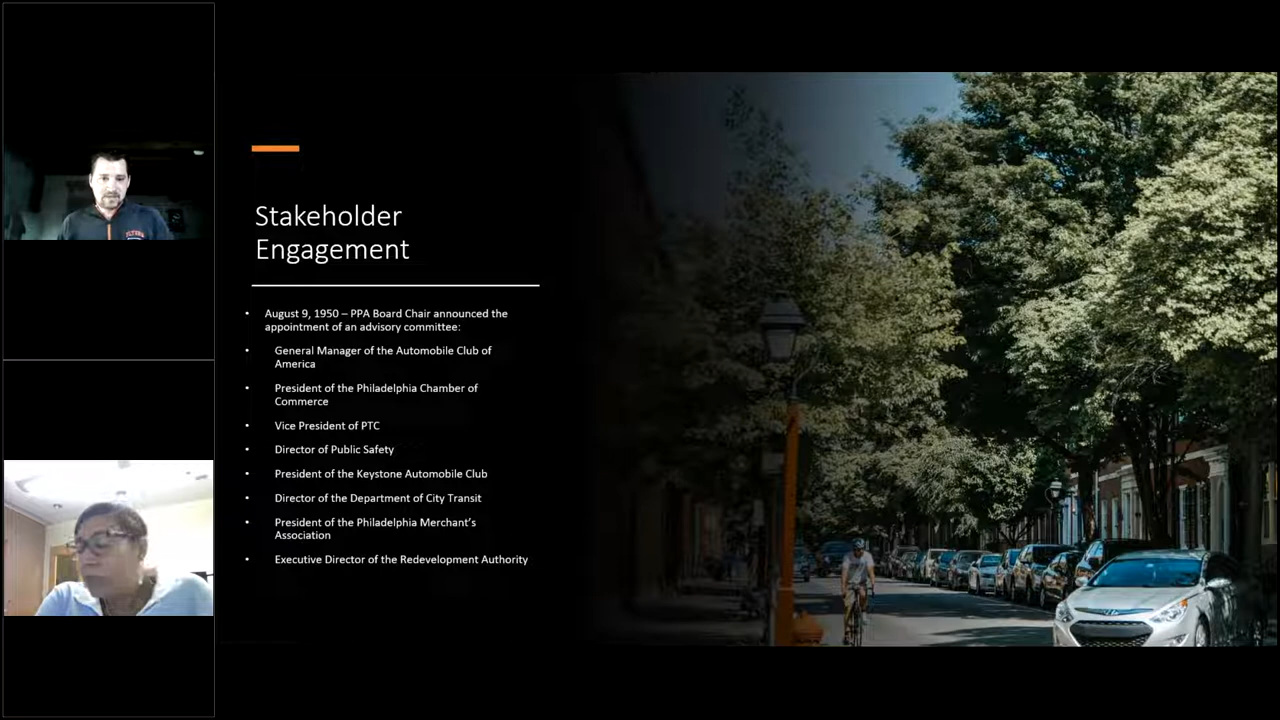 Stakeholder
Engagement
• August 9, 1950 – PPA Board Chair announced the
appointment of an advisory committee:
• General Manager of the Automobile Club of
America
• President of the Philadelphia Chamber of
Commerce
• Vice President of PTC
• Director of Public Safety
• President of the Keystone Automobile Club
• Director of the Department of City Transit
• President of the Philadelphia Merchant's
Association
• Executive Director of the Redevelopment Authority